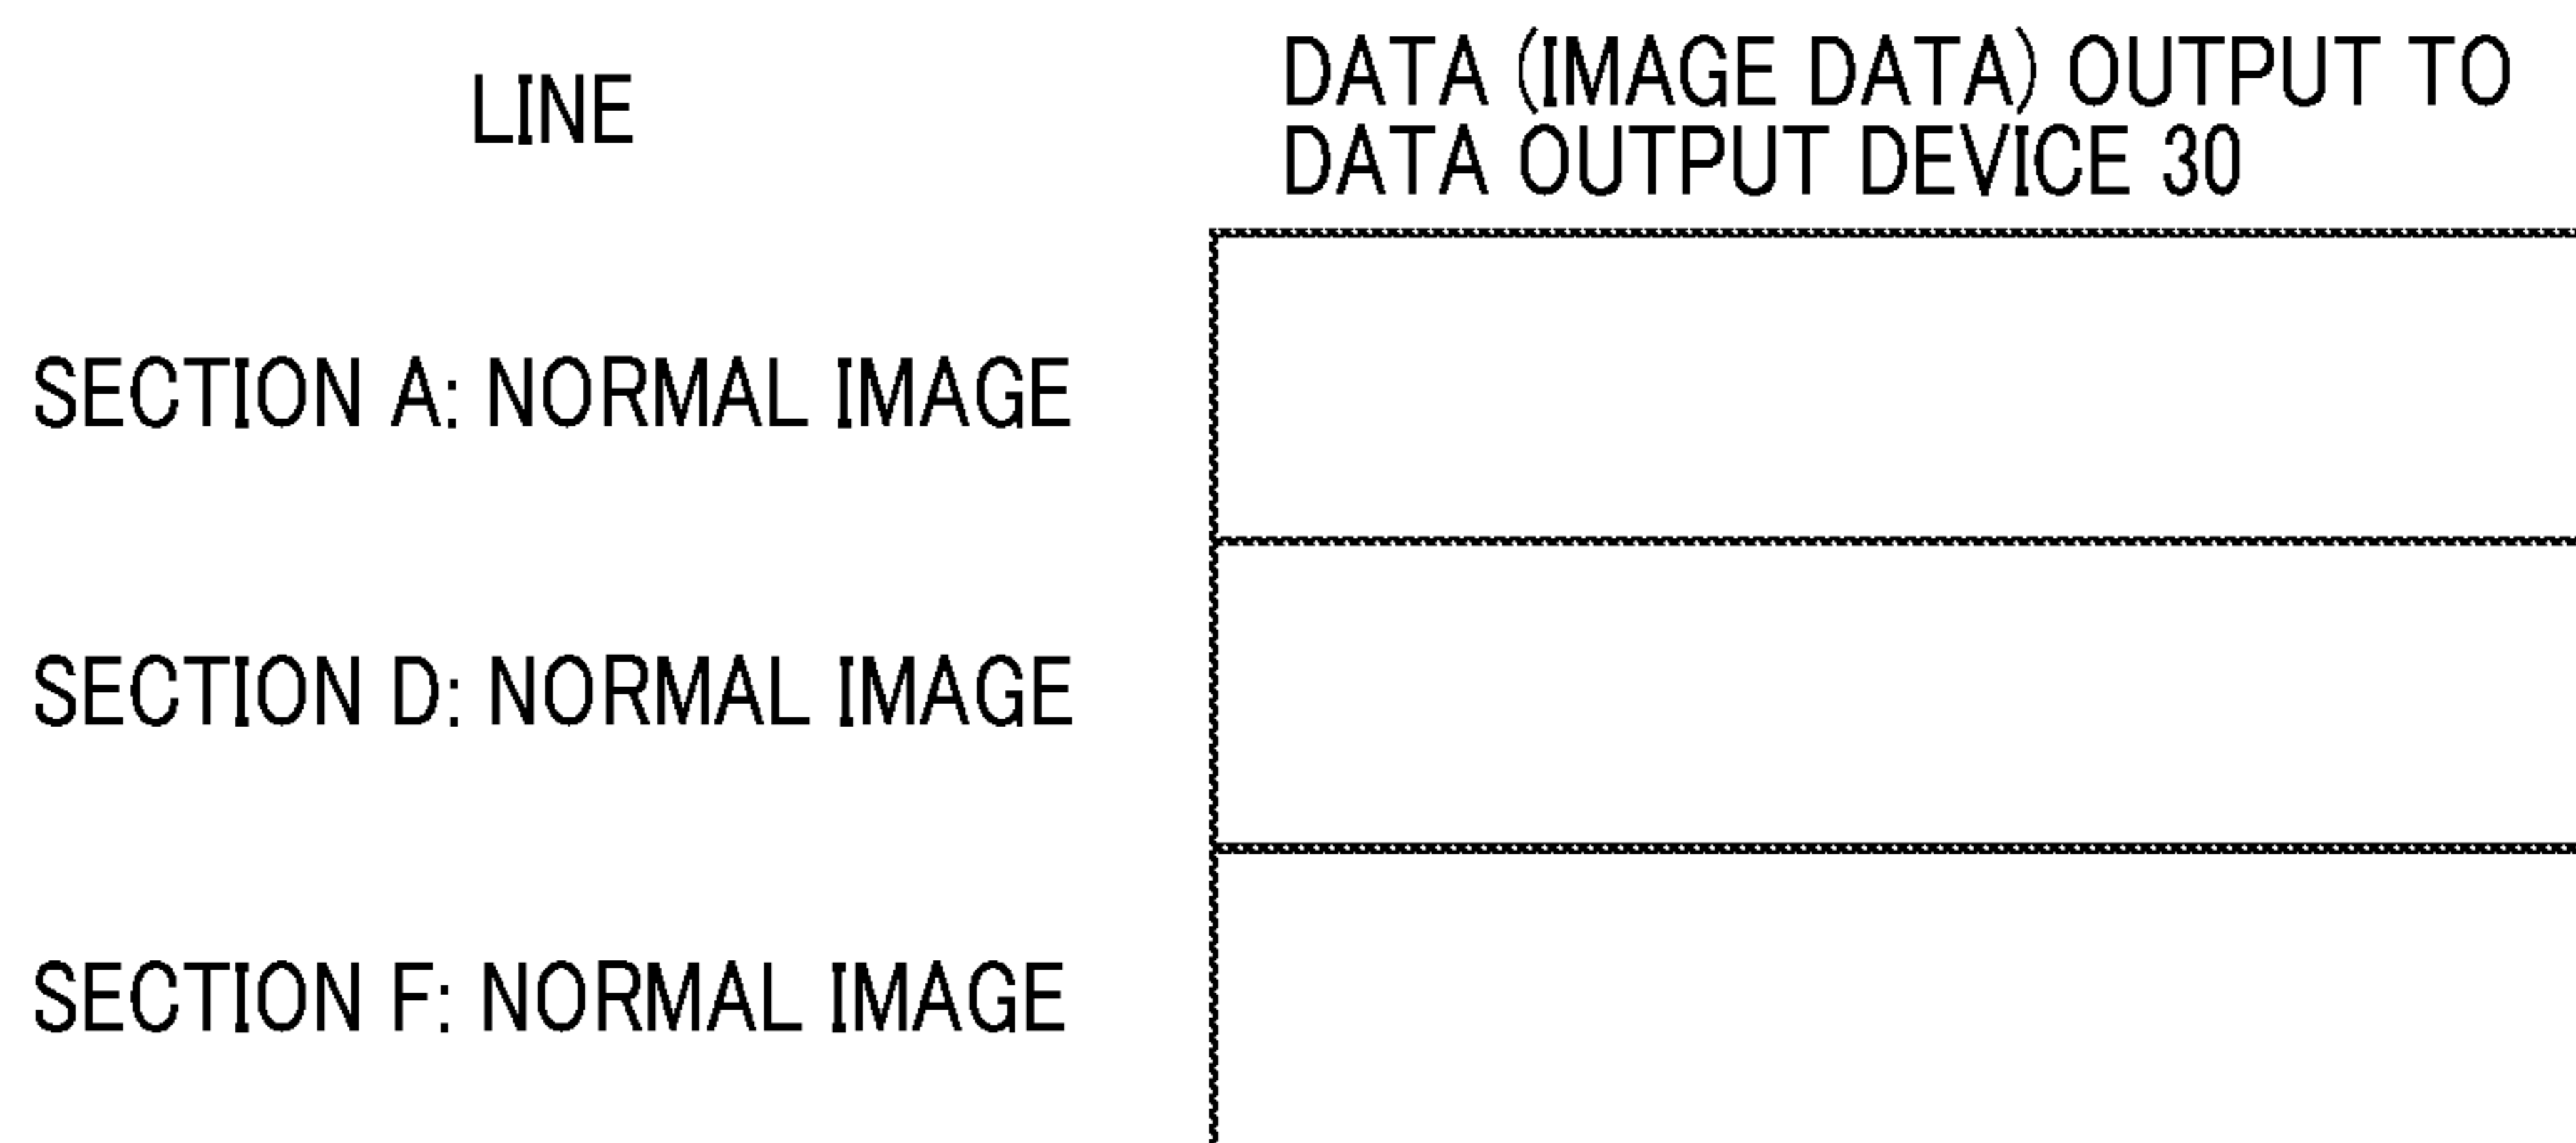 LINE
DATA (IMAGE DATA) OUTPUT TO
DATA OUTPUT DEVICE 30
SECTION A: NORMAL IMAGE
SECTION D: NORMAL IMAGE
SECTION F: NORMAL IMAGE